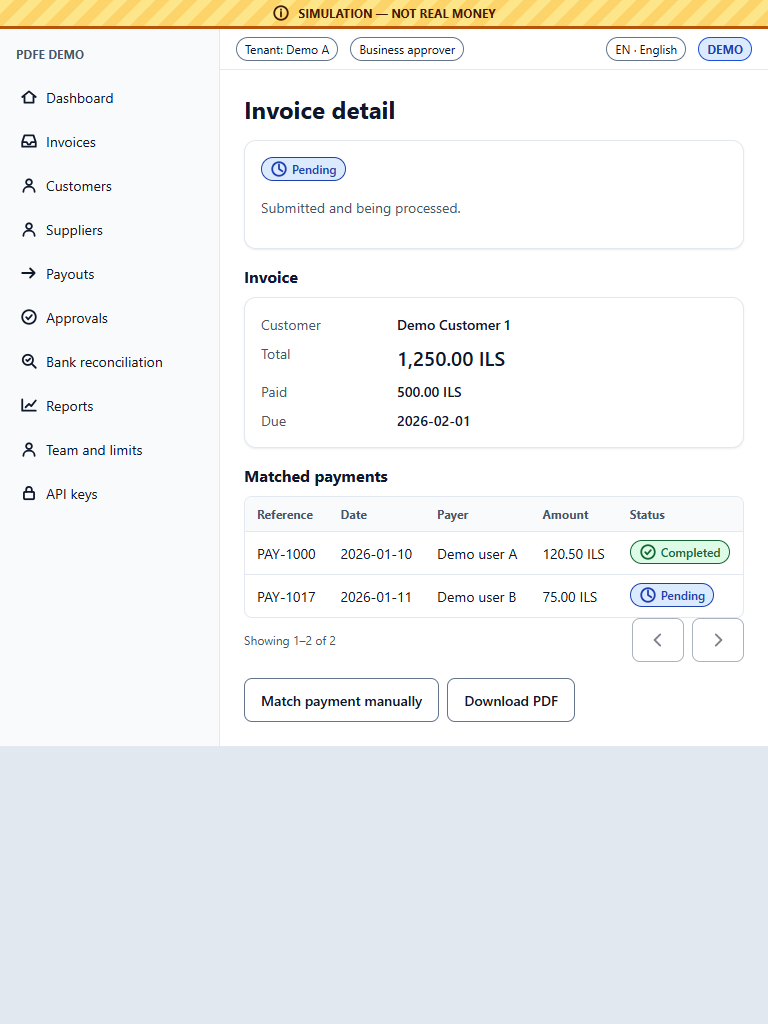 SIMULATION — NOT REAL MONEY
PDFE DEMO
Tenant: Demo A
Business approver
EN · English
DEMO
Dashboard
Invoices
Customers
Suppliers
Payouts
Approvals
Bank reconciliation
Reports
Team and limits
API keys
Invoice detail
Pending
Submitted and being processed.
Invoice
Customer Demo Customer 1
Total 1,250.00 ILS
Paid 500.00 ILS
Due 2026-02-01
Matched payments
Reference Date Payer Amount Status
PAY-1000 2026-01-10 Demo user A 120.50 ILS Completed
PAY-1017 2026-01-11 Demo user B 75.00 ILS Pending
Showing 1–2 of 2
Match payment manually
Download PDF